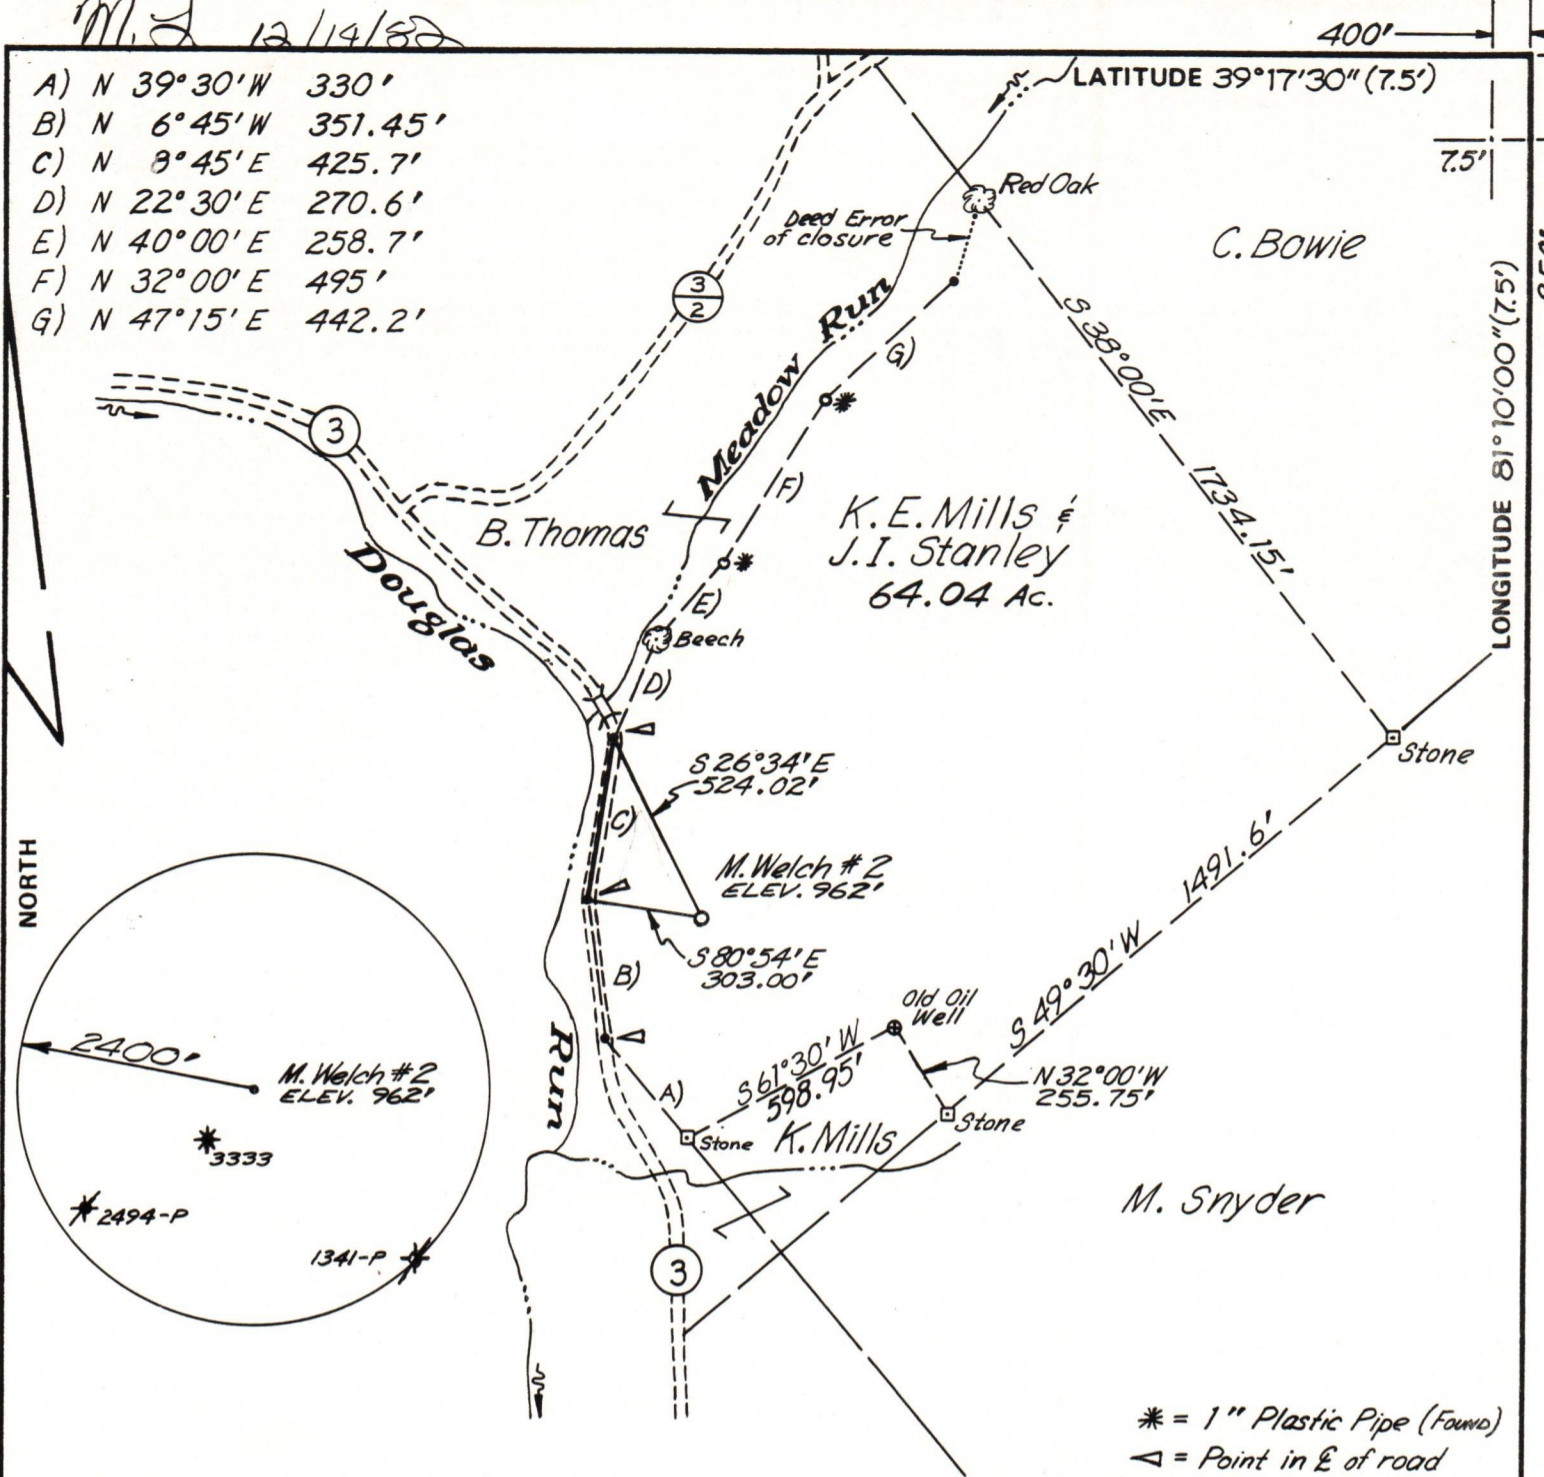 M.L 12/14/82
400'
LATITUDE 39°17'30" (7.5')
7.5'
A) N 39°30'W 330'
B) N 6°45'W 351.45'
C) N 8°45'E 425.7'
D) N 22°30'E 270.6'
E) N 40°00'E 258.7'
F) N 32°00'E 495'
G) N 47°15'E 442.2'
Red Oak
Deed Error
of closure
C. Bowie
3
2
Meadow Run
G)
S 38°00'E 1734.15'
LONGITUDE 81°10'00" (7.5')
3
F)
B. Thomas
K.E. Mills &
J.I. Stanley
64.04 Ac.
Douglas
E)
Beech
D)
Stone
S 26°34'E
524.02'
C)
NORTH
M. Welch #2
ELEV. 962'
S 80°54'E
303.00'
S 49°30'W 1491.6'
B)
Old Oil
Well
Run
2400'
M. Welch #2
ELEV. 962'
S 61°30'W
598.95'
N 32°00'W
255.75'
A)
Stone
K. Mills
Stone
3333
2494-P
1341-P
M. Snyder
3
✷ = 1" Plastic Pipe (Found)
◅ = Point in ℄ of road